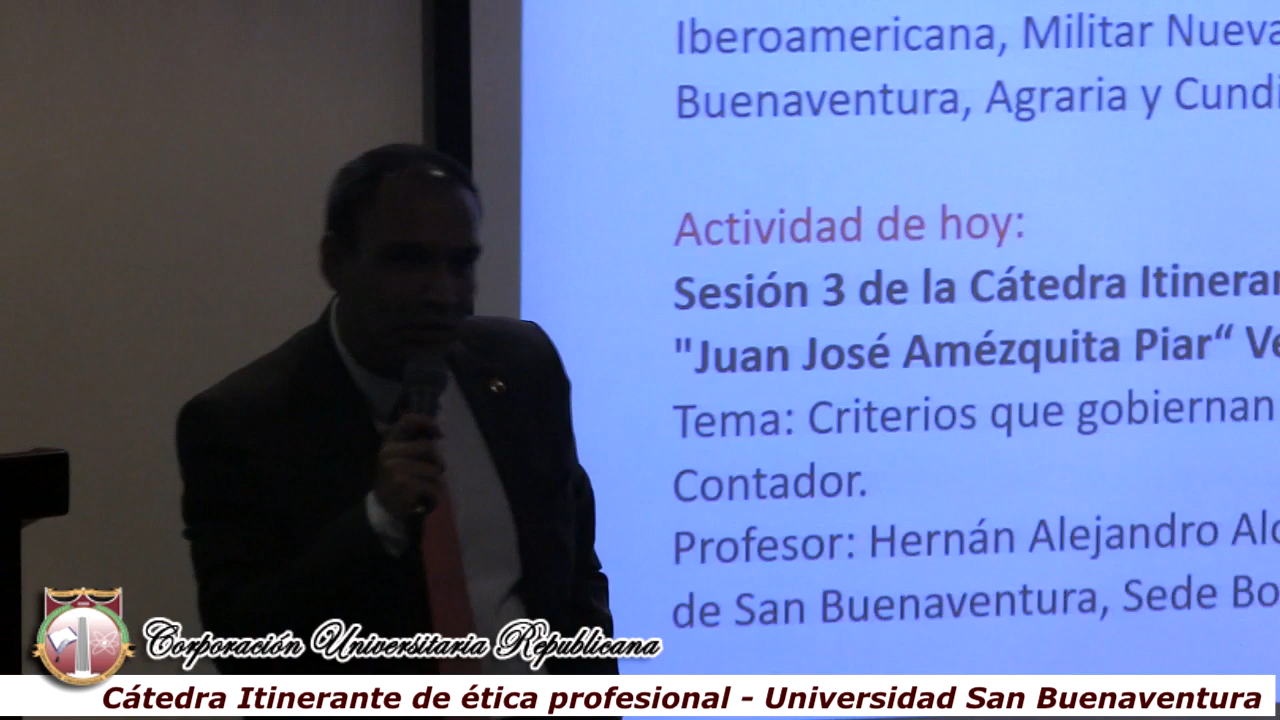 Iberoamericana, Militar Nueva
Buenaventura, Agraria y Cundi
Actividad de hoy:
Sesión 3 de la Cátedra Itineran
"Juan José Amézquita Piar“ Ve
Tema: Criterios que gobiernan
Contador.
Profesor: Hernán Alejandro Alo
de San Buenaventura, Sede Bo
Corporación Universitaria Republicana
Cátedra Itinerante de ética profesional - Universidad San Buenaventura